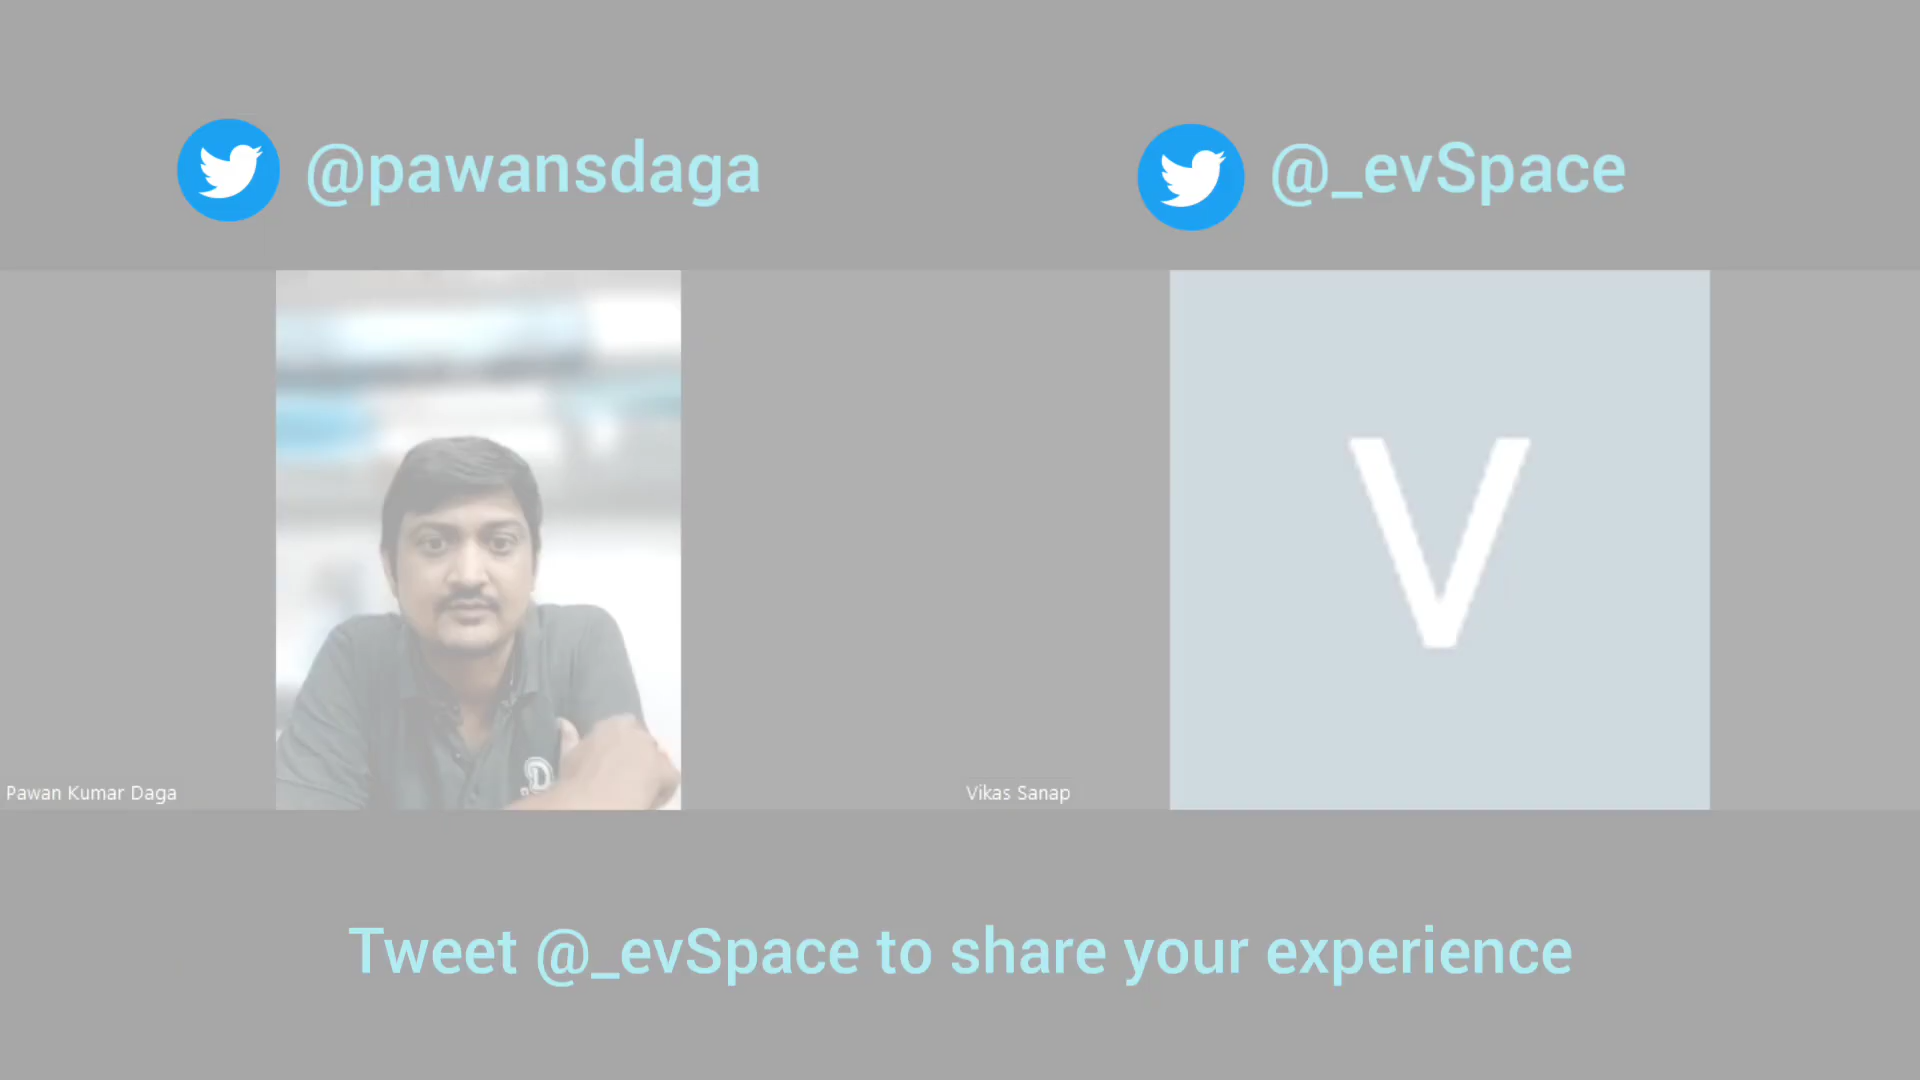 @pawansdaga
@_evSpace
V
D
Pawan Kumar Daga
Vikas Sanap
Tweet @_evSpace to share your experience